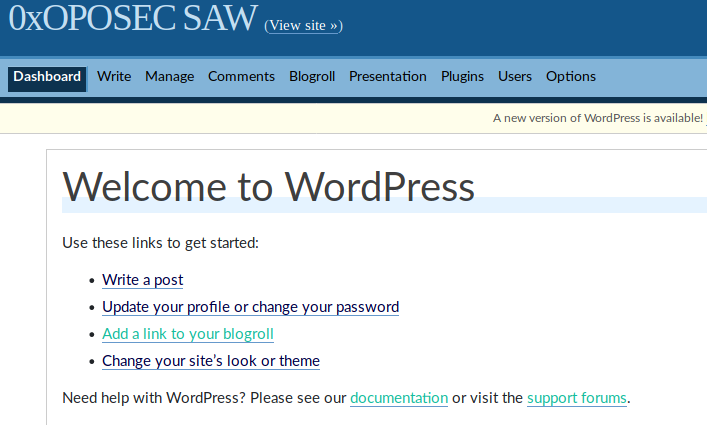 0xOPOSEC SAW (View site »)
Dashboard Write Manage Comments Blogroll Presentation Plugins Users Options
A new version of WordPress is available!
Welcome to WordPress
Use these links to get started:
• Write a post
• Update your profile or change your password
• Add a link to your blogroll
• Change your site’s look or theme
Need help with WordPress? Please see our documentation or visit the support forums.